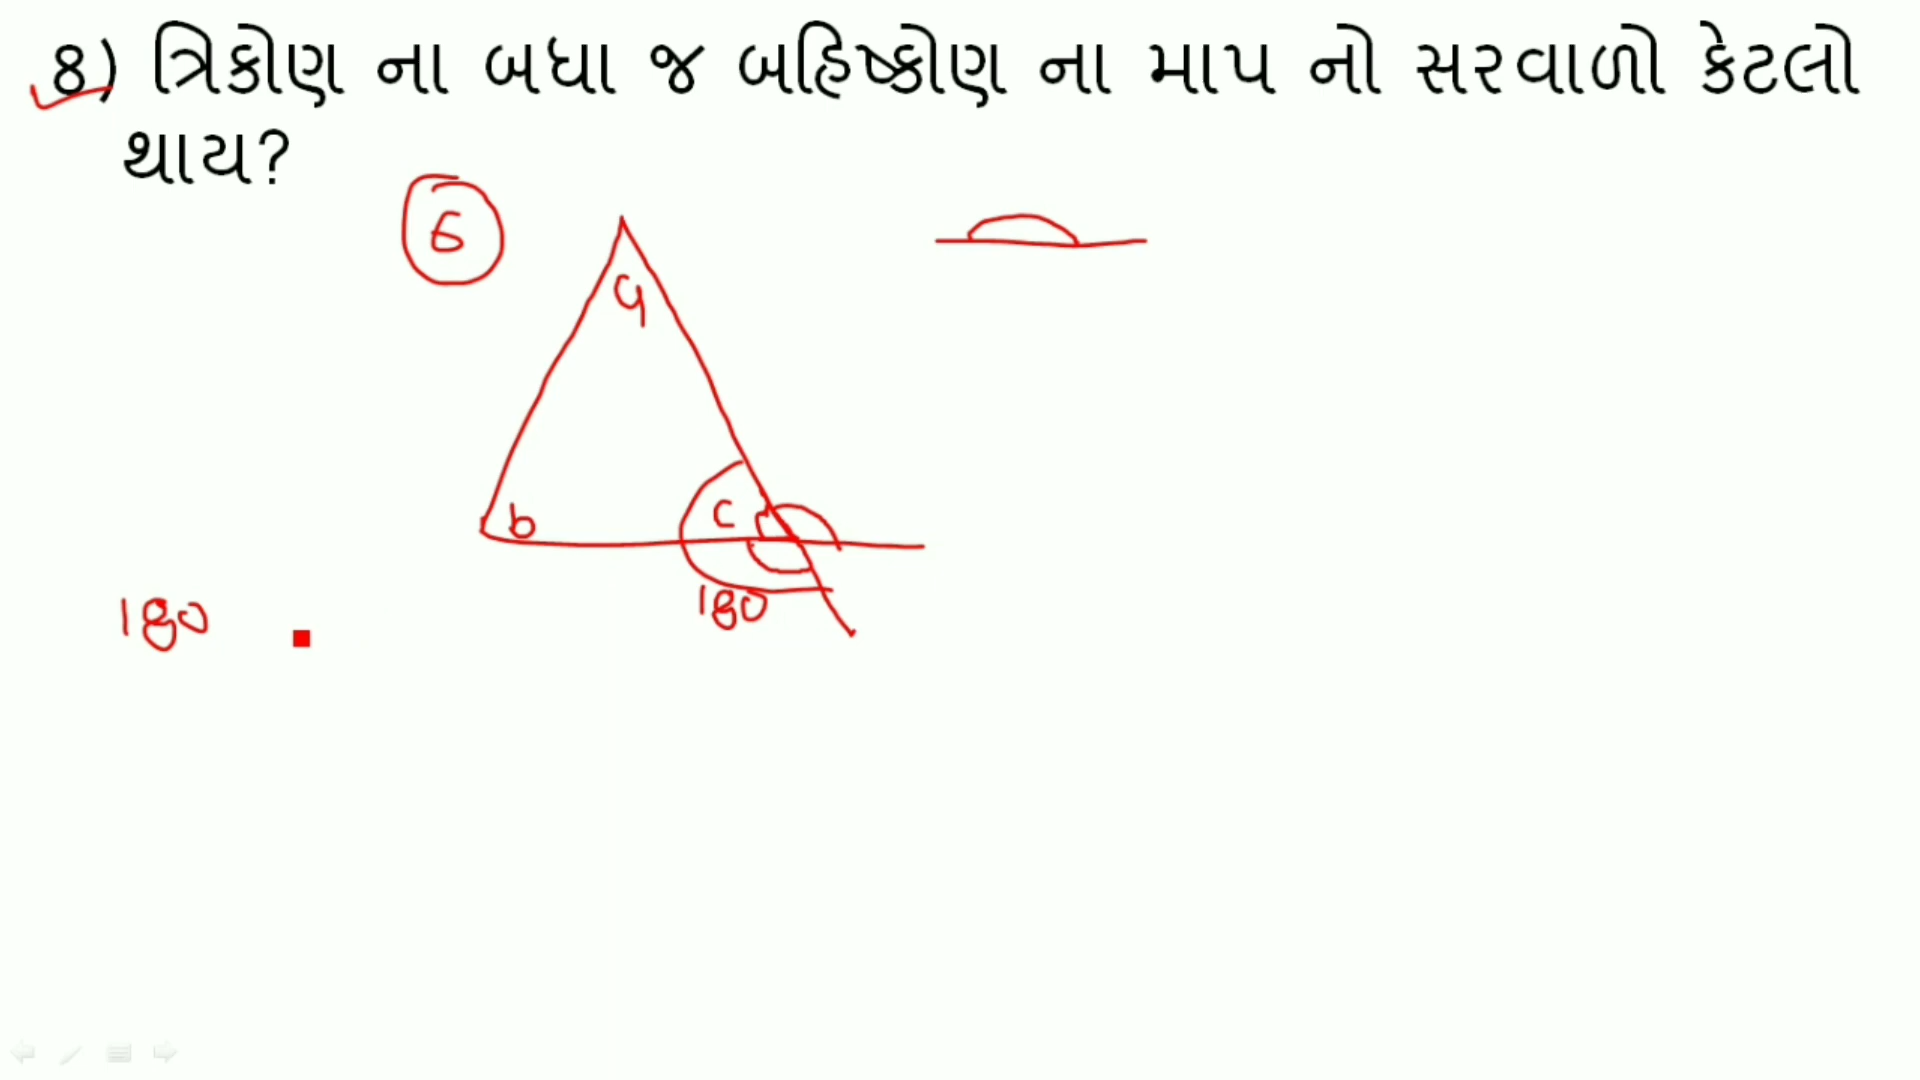 8) ત્રિકોણ ના બધા જ બહિષ્કોણ ના માપ નો સરવાળો કેટલો
થાય?
6
a
b
c
180
180